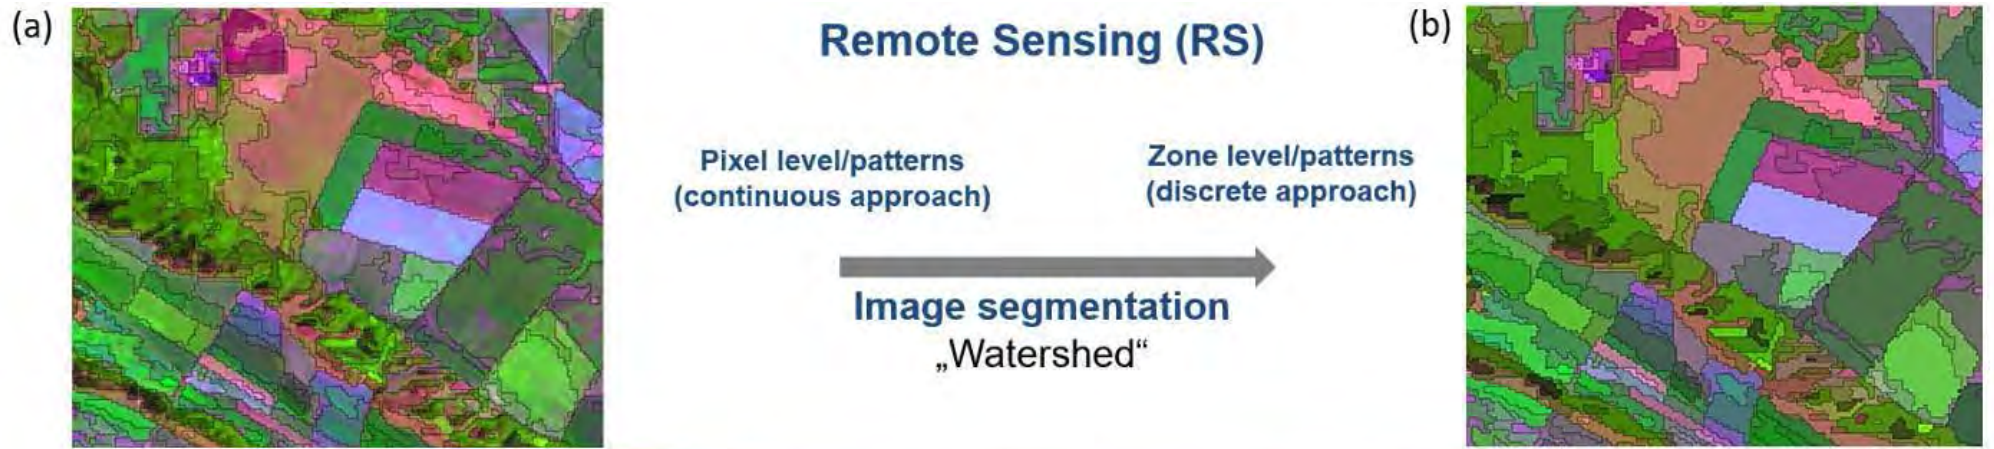 (a)
Remote Sensing (RS)
(b)
Pixel level/patterns
(continuous approach)
Zone level/patterns
(discrete approach)
Image segmentation
„Watershed“